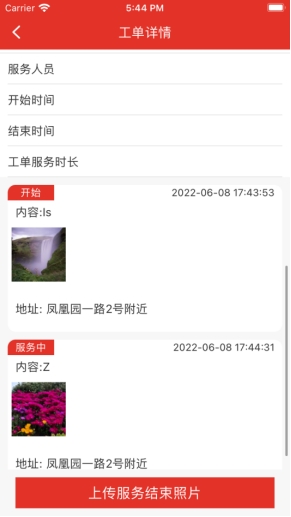 Carrier 5:44 PM
工单详情
服务人员
开始时间
结束时间
工单服务时长
开始 2022-06-08 17:43:53
内容:ls
地址: 凤凰园一路2号附近
服务中 2022-06-08 17:44:31
内容:Z
地址: 凤凰园一路2号附近
上传服务结束照片